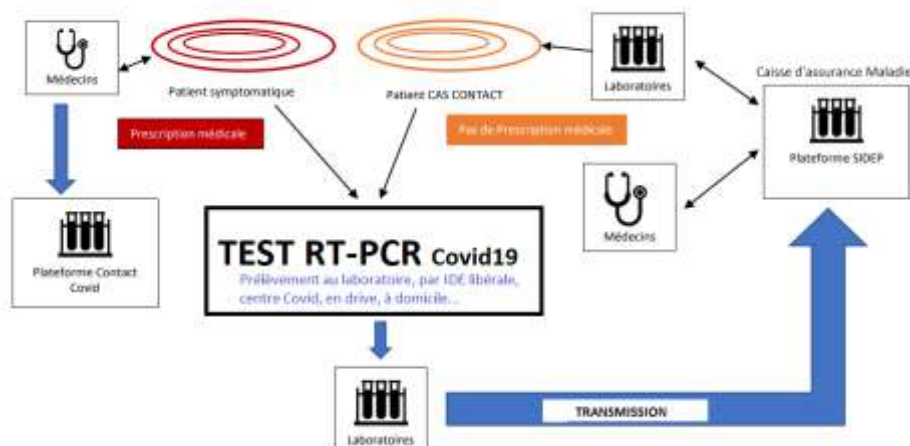 Médecins
Patient symptomatique
Patient CAS CONTACT
Laboratoires
Caisse d'assurance Maladie
Prescription médicale
Pas de Prescription médicale
Plateforme SIDEP
Médecins
Plateforme Contact
Covid
TEST RT-PCR Covid19
Prélèvement au laboratoire, par IDE libérale,
centre Covid, en drive, à domicile...
Laboratoires
TRANSMISSION